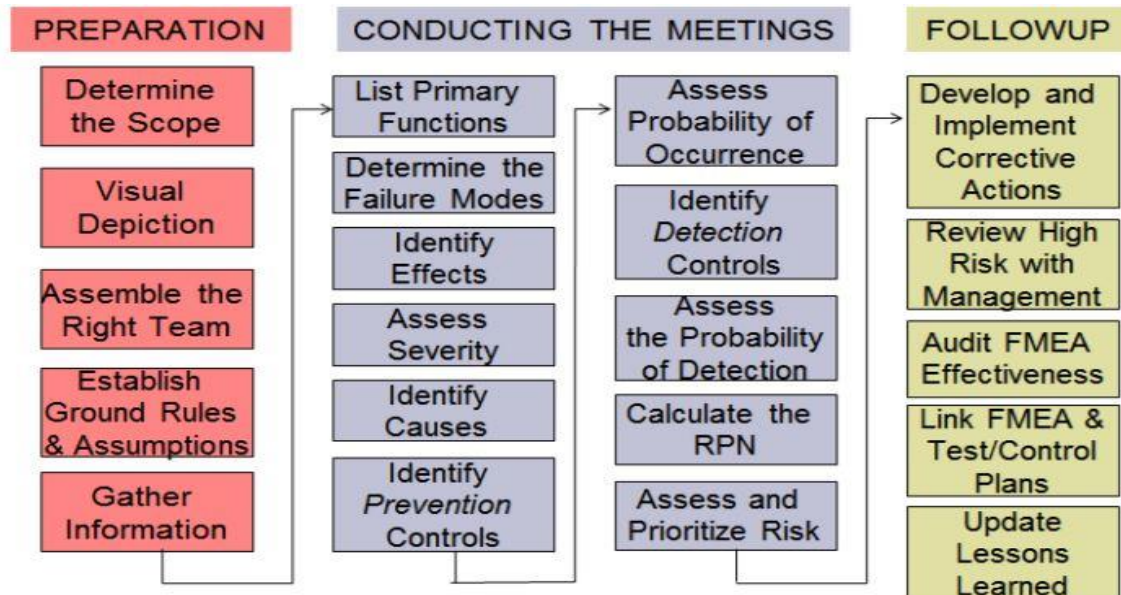 PREPARATION
Determine
the Scope
Visual
Depiction
Assemble the
Right Team
Establish
Ground Rules
& Assumptions
Gather
Information
CONDUCTING THE MEETINGS
List Primary
Functions
Determine the
Failure Modes
Identify
Effects
Assess
Severity
Identify
Causes
Identify
Prevention
Controls
Assess
Probability of
Occurrence
Identify
Detection
Controls
Assess
the Probability
of Detection
Calculate the
RPN
Assess and
Prioritize Risk
FOLLOWUP
Develop and
Implement
Corrective
Actions
Review High
Risk with
Management
Audit FMEA
Effectiveness
Link FMEA &
Test/Control
Plans
Update
Lessons
Learned